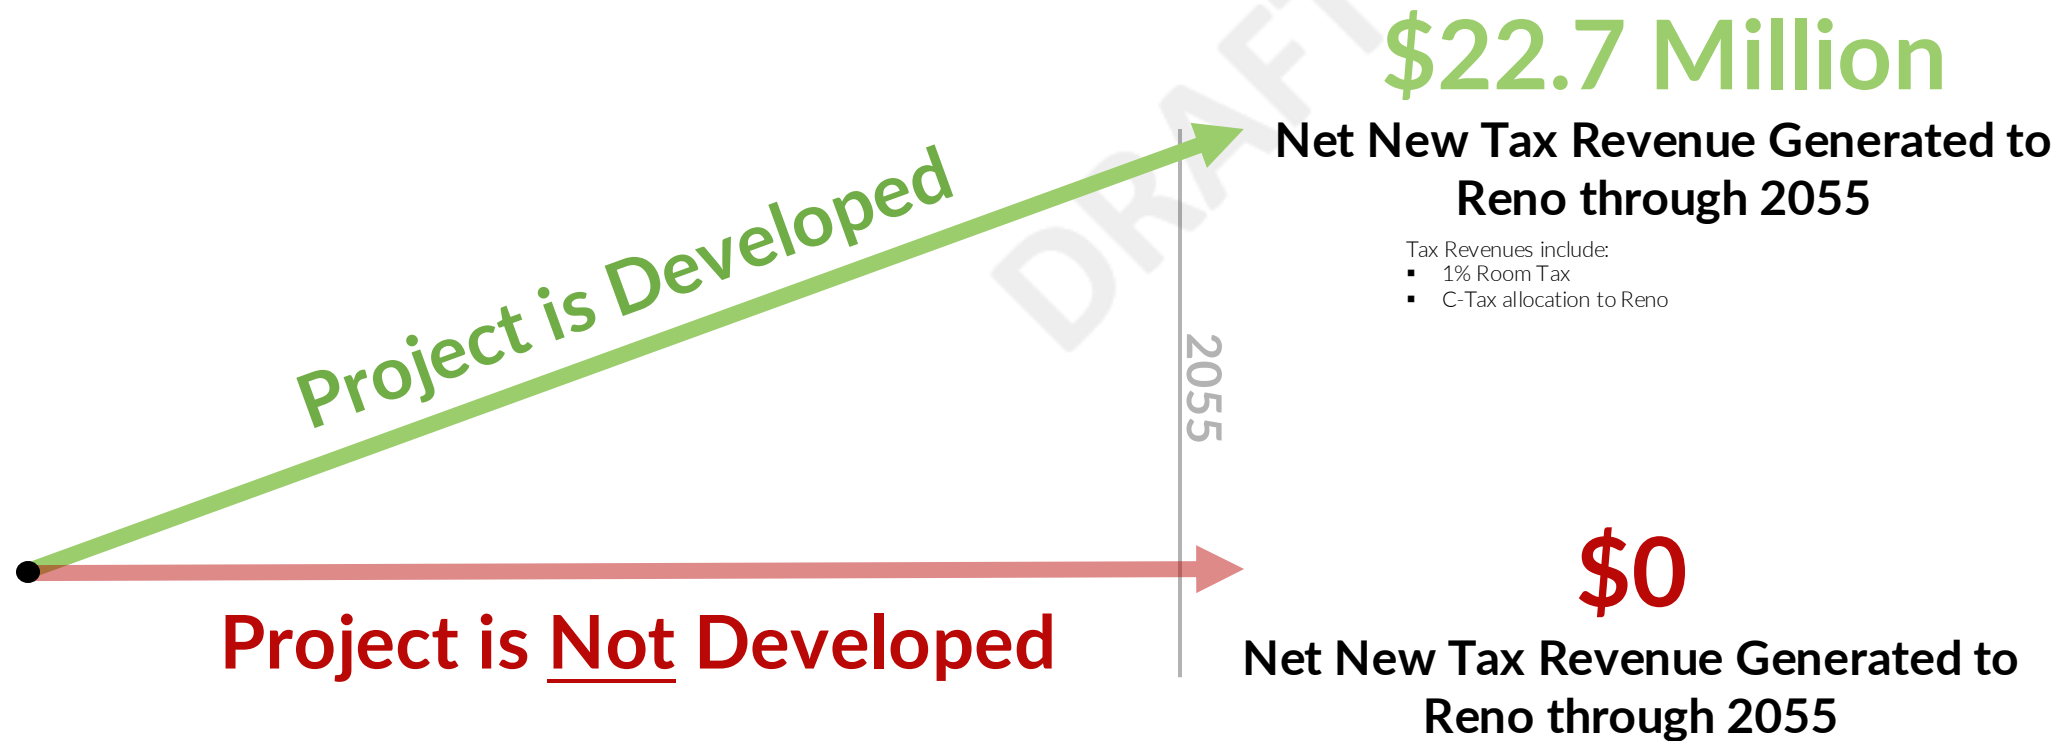 $22.7 Million
Net New Tax Revenue Generated to
Reno through 2055
Tax Revenues include:
▪ 1% Room Tax
▪ C-Tax allocation to Reno
DRAFT
Project is Developed
2055
Project is Not Developed
$0
Net New Tax Revenue Generated to
Reno through 2055